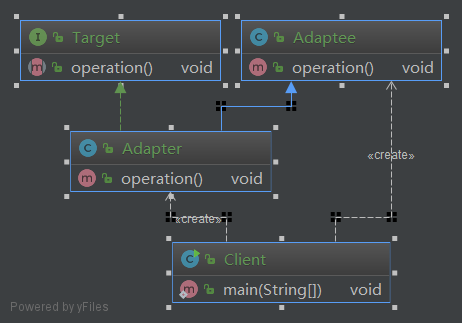 I Target
C Adaptee
m operation() void
m operation() void
C Adapter
«create»
m operation() void
«create»
C Client
m main(String[]) void
Powered by yFiles